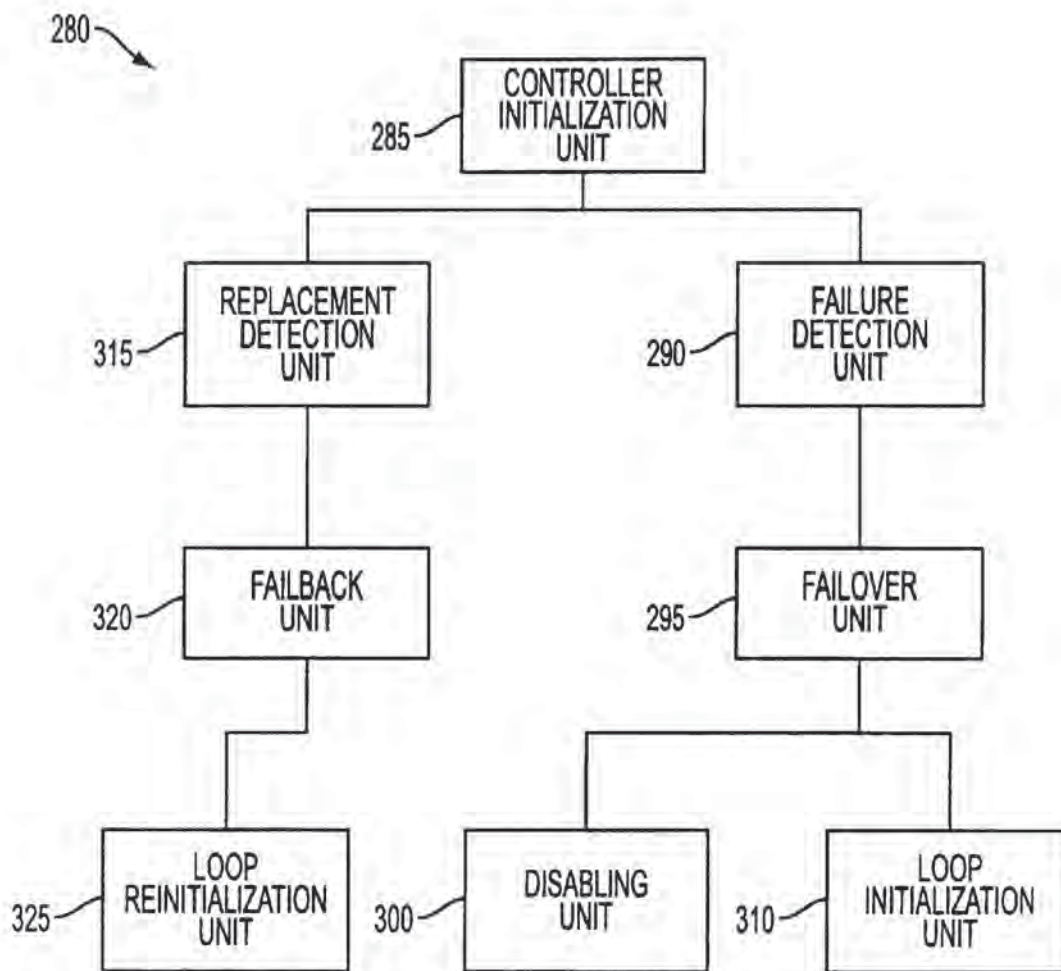 280
CONTROLLER
INITIALIZATION
UNIT
285
REPLACEMENT
DETECTION
UNIT
315
FAILURE
DETECTION
UNIT
290
FAILBACK
UNIT
320
FAILOVER
UNIT
295
LOOP
REINITIALIZATION
UNIT
325
DISABLING
UNIT
300
LOOP
INITIALIZATION
UNIT
310